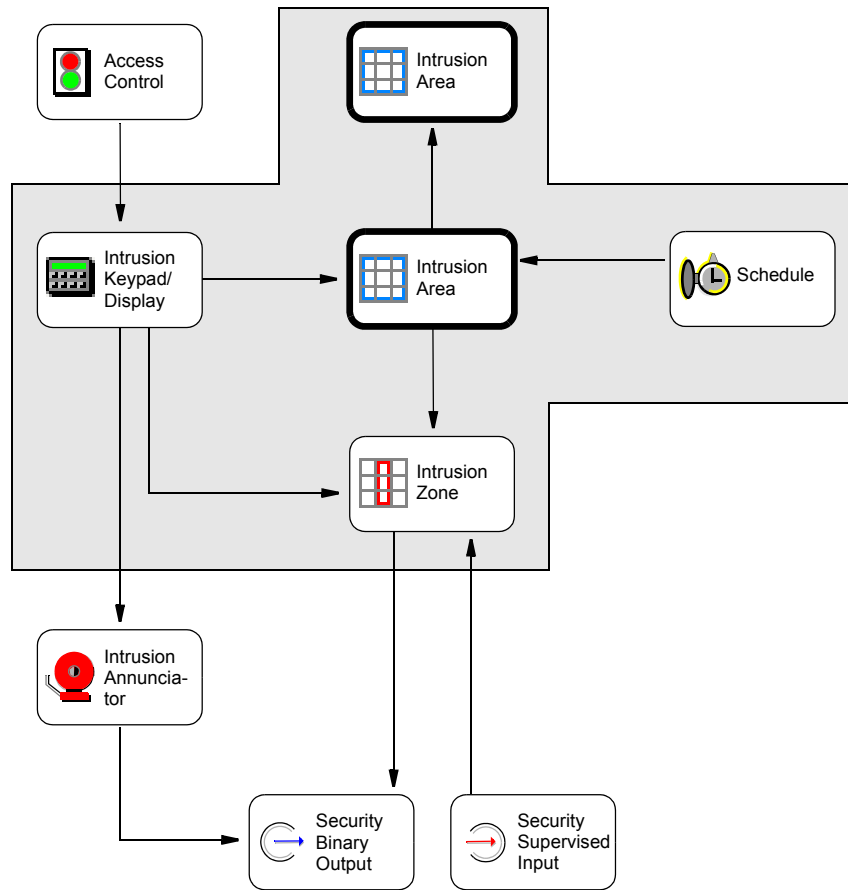 Access
Control
Intrusion
Area
Intrusion
Keypad/
Display
Intrusion
Area
Schedule
Intrusion
Zone
Intrusion
Annuncia-
tor
Security
Binary
Output
Security
Supervised
Input